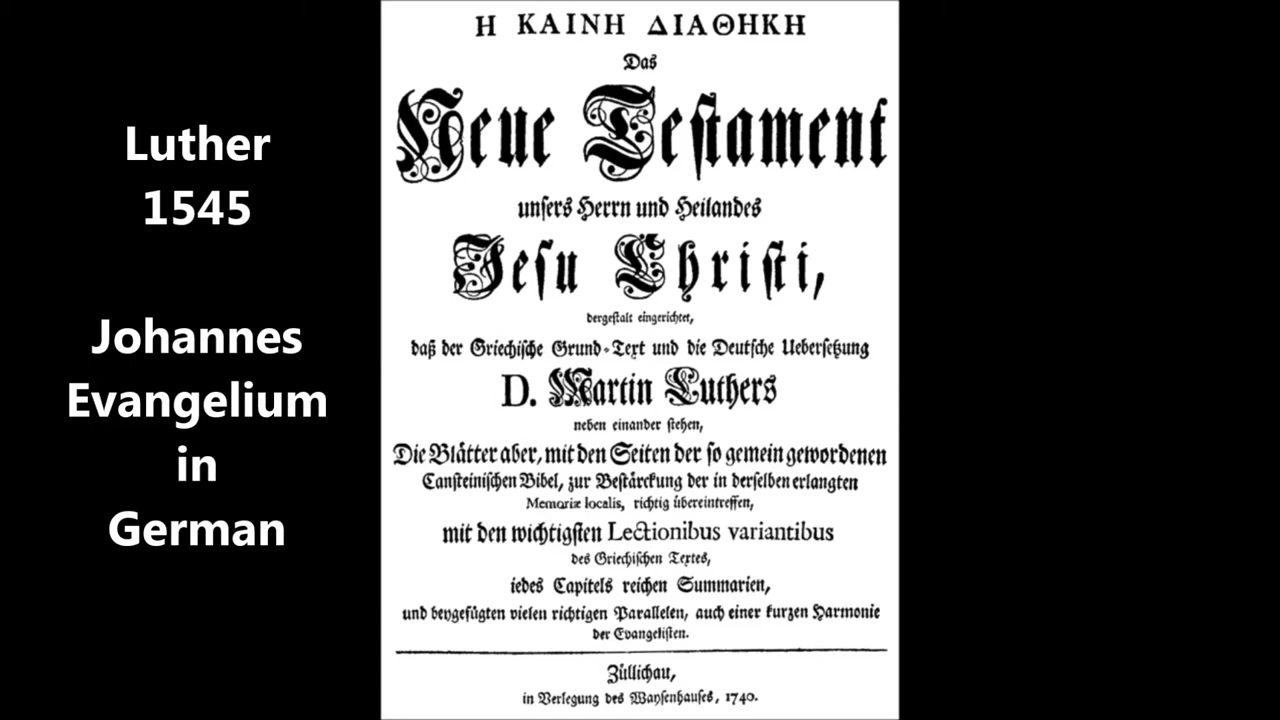 Luther
1545
Johannes
Evangelium
in
German
Η ΚΑΙΝΗ ΔΙΑΘΗΚΗ
Das
Neue Teſtament
unſers Herrn und Heilandes
Jeſu Chriſti,
dergeſtalt eingerichtet,
daß der Griechiſche Grund-Text und die Deutſche Ueberſetzung
D. Martin Luthers
neben einander ſtehen,
Die Blätter aber, mit den Seiten der ſo gemein gewordenen
Canſteiniſchen Bibel, zur Beſtärckung der in derſelben erlangten
Memoriæ localis, richtig übereintreffen,
mit den wichtigſten Lectionibus variantibus
des Griechiſchen Textes,
iedes Capitels reichen Summarien,
und beygefügten vielen richtigen Parallelen, auch einer kurzen Harmonie
der Evangeliſten.
Züllichau,
in Verlegung des Wayſenhauſes, 1740.